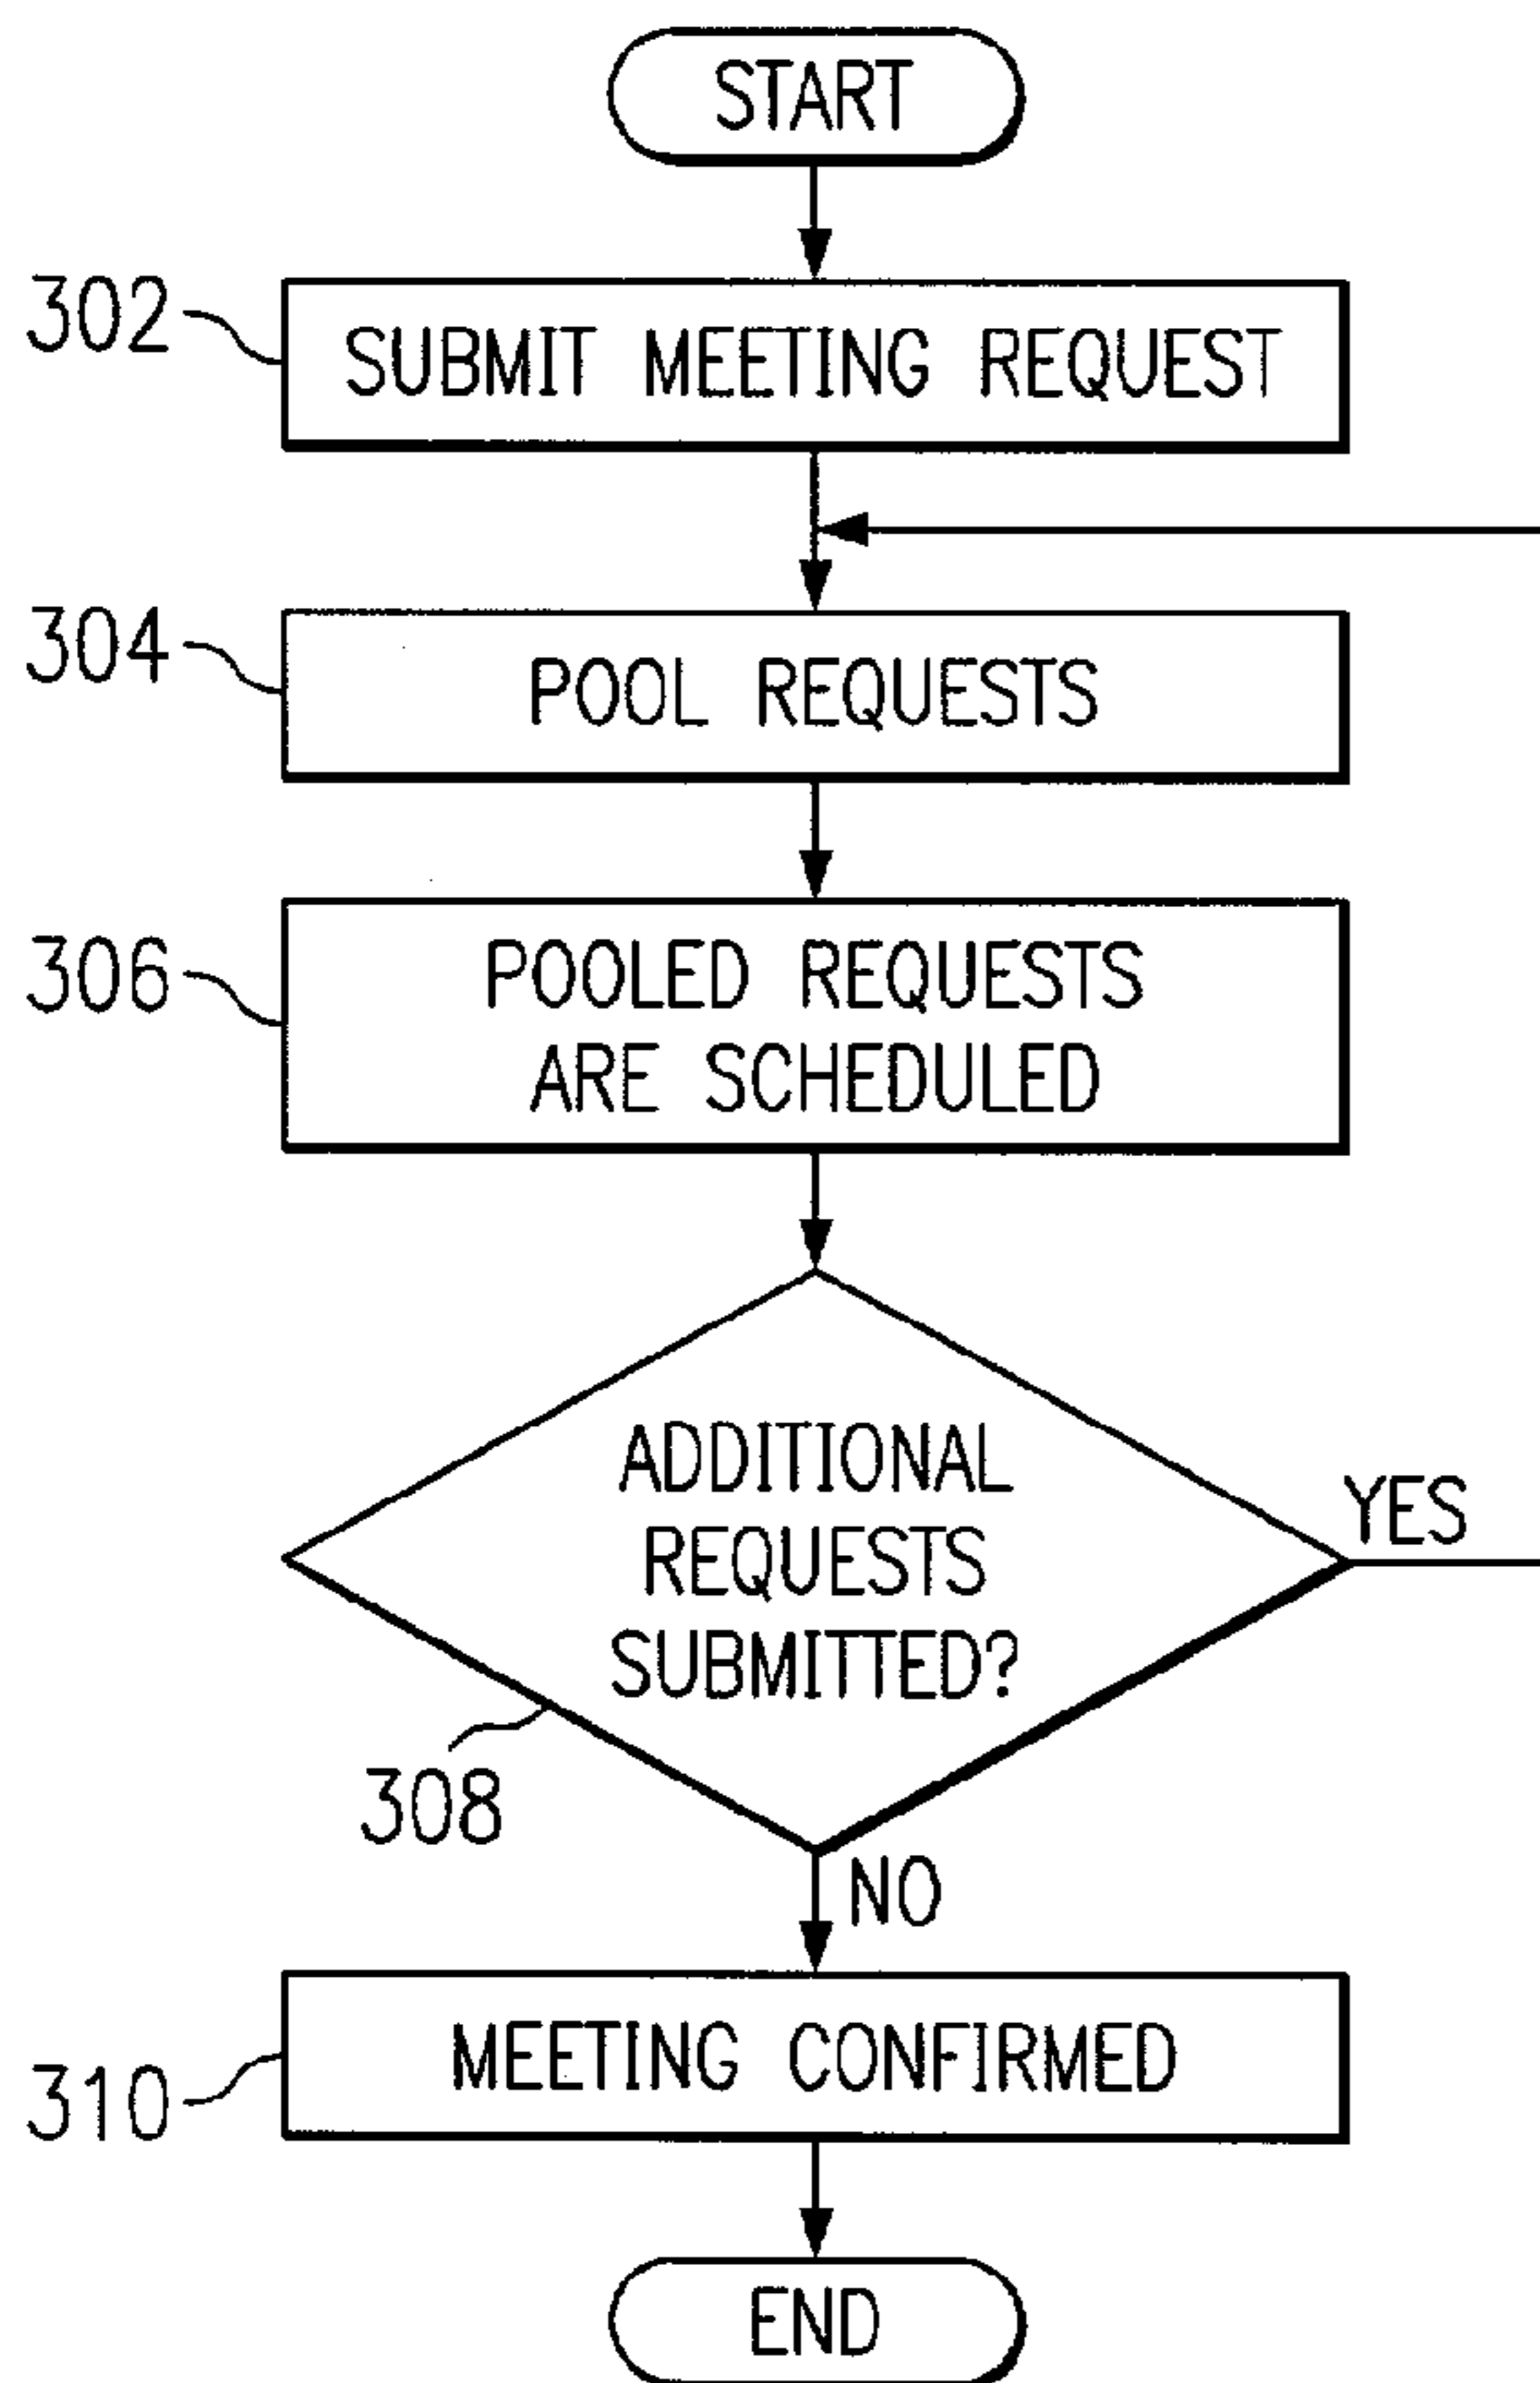 START
302
SUBMIT MEETING REQUEST
304
POOL REQUESTS
306
POOLED REQUESTS
ARE SCHEDULED
ADDITIONAL
REQUESTS
SUBMITTED?
YES
308
NO
MEETING CONFIRMED
310
END